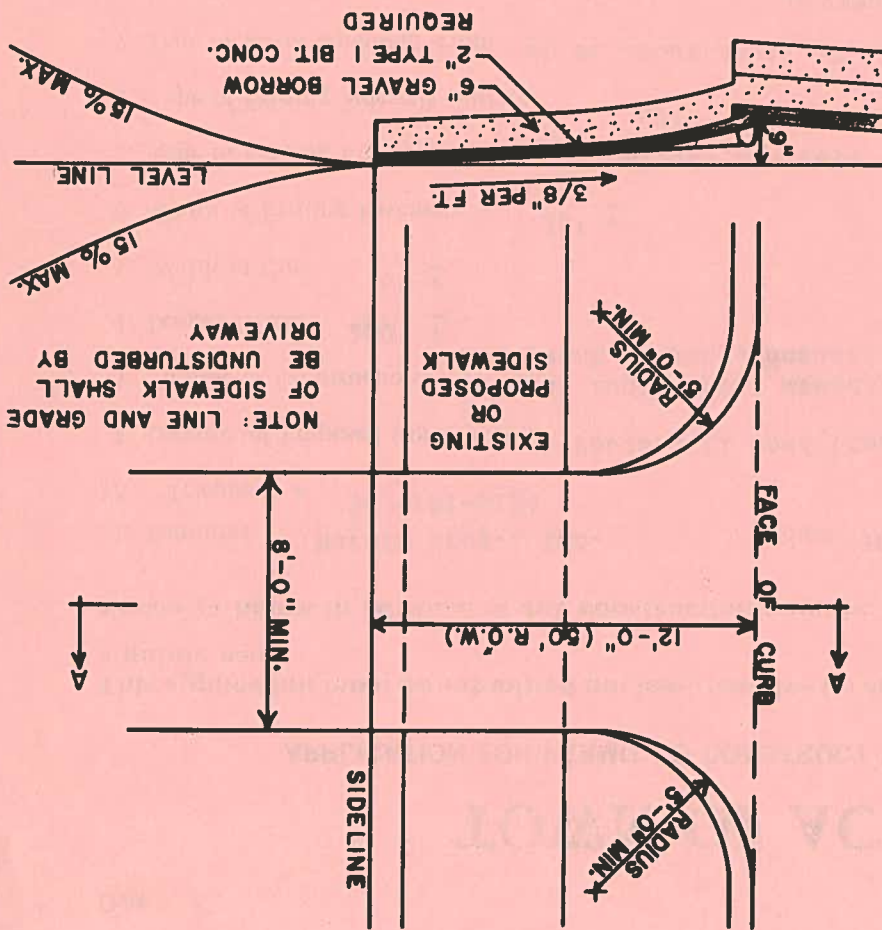 RADIUS
5'-0" MIN.
SIDELINE
A
A
FACE OF CURB
12'-0" (50' R.O.W.)
8'-0" MIN.
EXISTING
OR
PROPOSED
SIDEWALK
NOTE: LINE AND GRADE
OF SIDEWALK SHALL
BE UNDISTURBED BY
DRIVEWAY
RADIUS
5'-0" MIN.
15% MAX.
3/8" PER FT.
LEVEL LINE
6"
15% MAX.
6" GRAVEL BORROW
2" TYPE I BIT. CONC.
REQUIRED